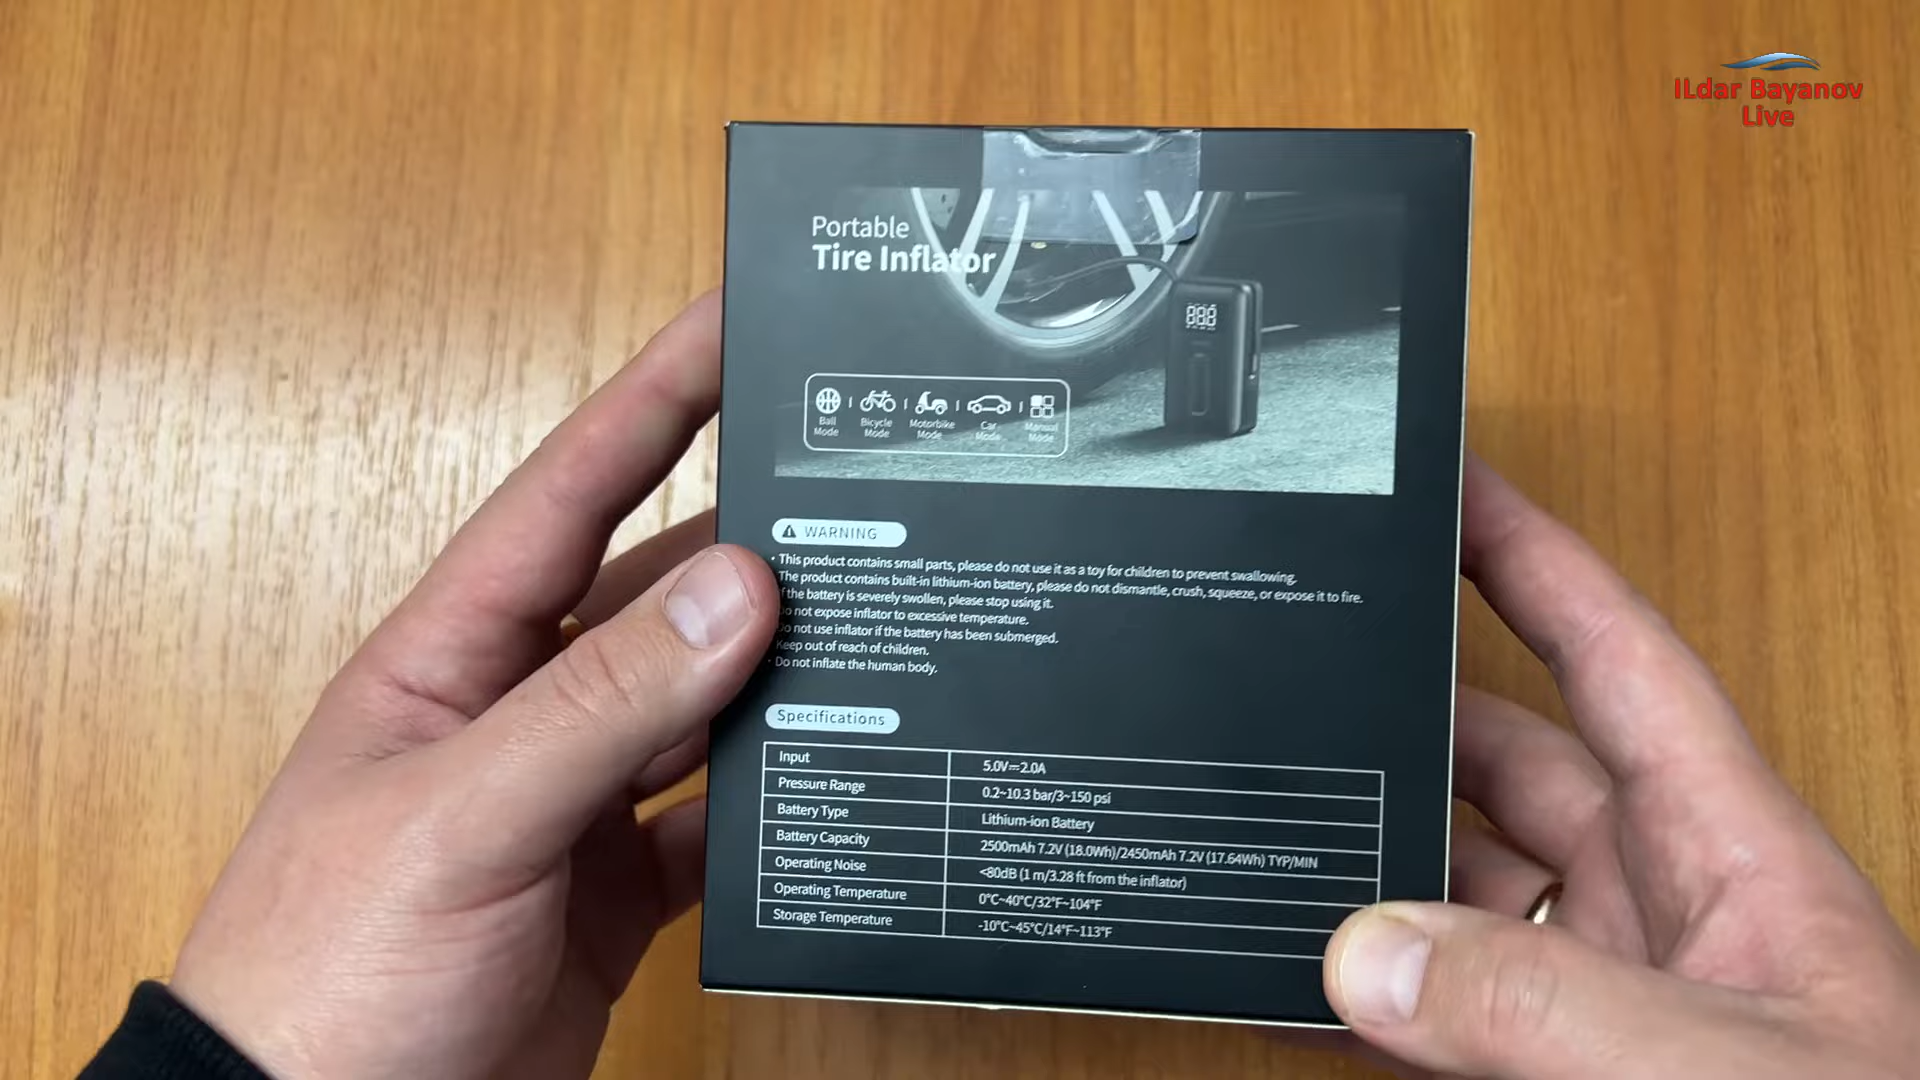 ILdar Bayanov
Live
Portable
Tire Inflator
888
Ball
Mode
Bicycle
Mode
Motorbike
Mode
Car
Mode
Manual
Mode
WARNING
· This product contains small parts, please do not use it as a toy for children to prevent swallowing.
The product contains built-in lithium-ion battery, please do not dismantle, crush, squeeze, or expose it to fire.
If the battery is severely swollen, please stop using it.
Do not expose inflator to excessive temperature.
Do not use inflator if the battery has been submerged.
Keep out of reach of children.
· Do not inflate the human body.
Specifications
Input 5.0V⎓2.0A
Pressure Range 0.2~10.3 bar/3~150 psi
Battery Type Lithium-ion Battery
Battery Capacity 2500mAh 7.2V (18.0Wh)/2450mAh 7.2V (17.64Wh) TYP/MIN
Operating Noise <80dB (1 m/3.28 ft from the inflator)
Operating Temperature 0°C~40°C/32°F~104°F
Storage Temperature -10°C~45°C/14°F~113°F